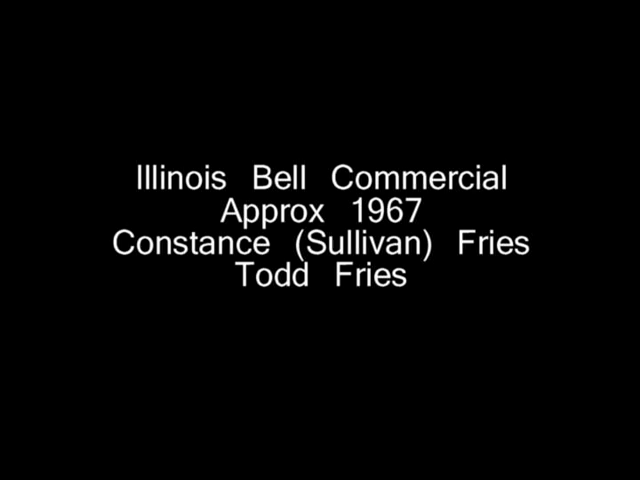 Illinois Bell Commercial
Approx 1967
Constance (Sullivan) Fries
Todd Fries